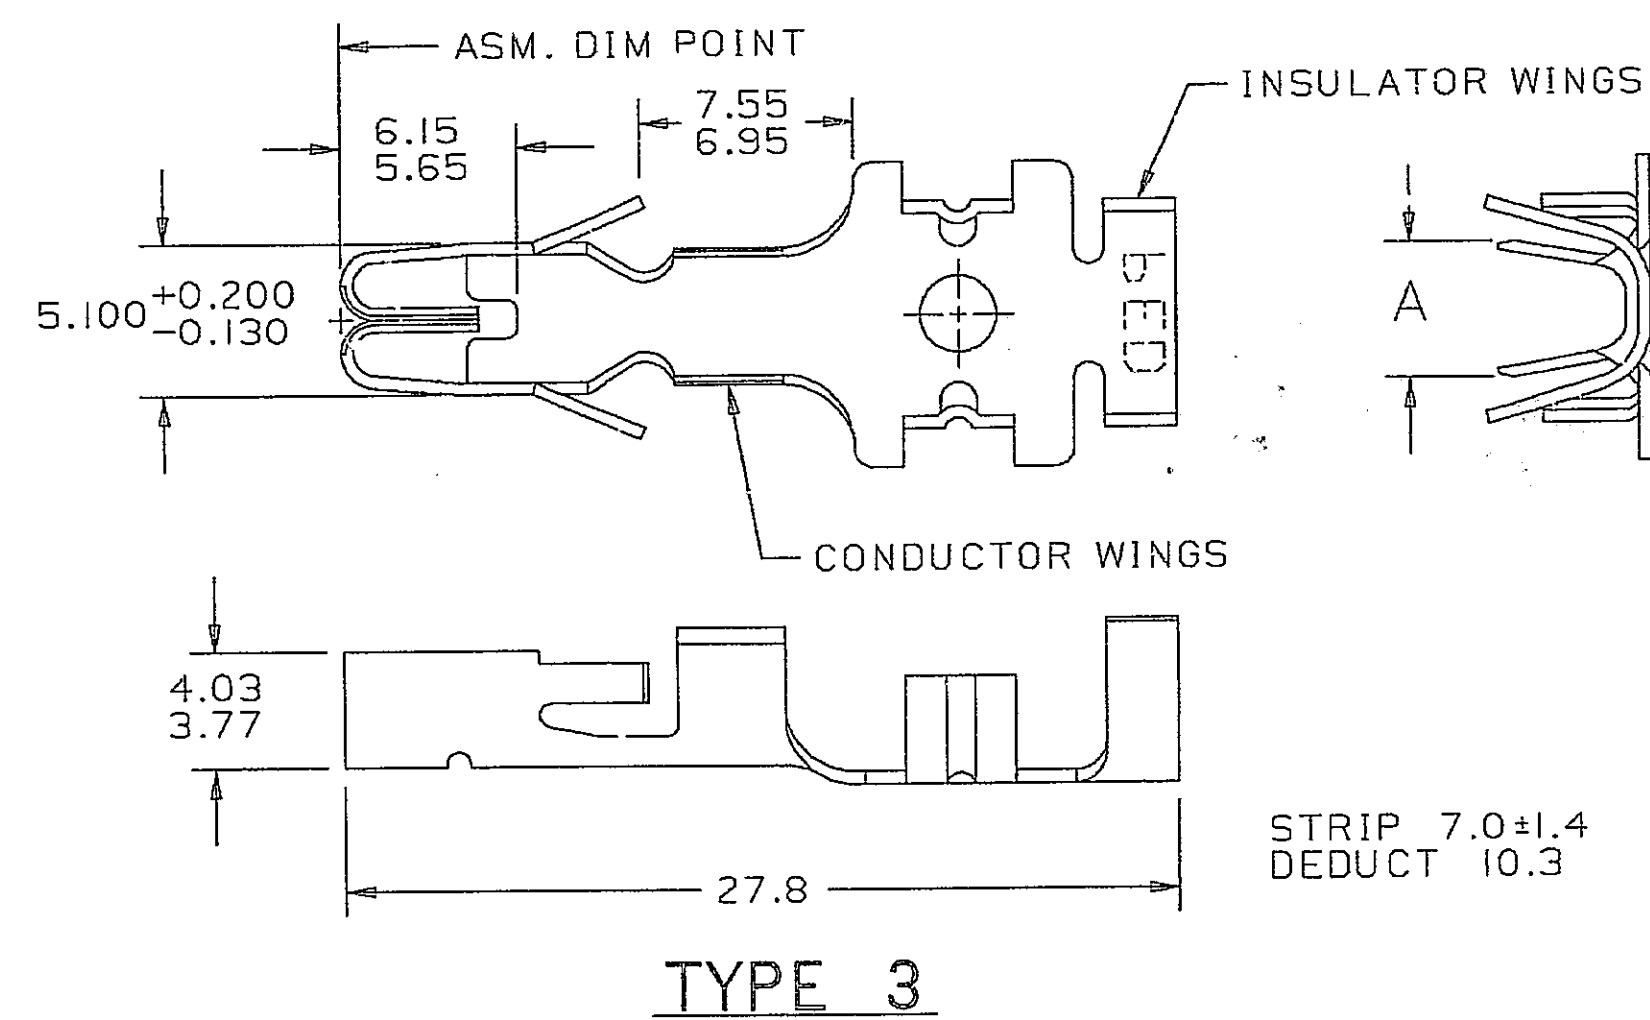 ASM. DIM POINT
INSULATOR WINGS
7.55
6.95
6.15
5.65
5.100 +0.200
-0.130
PED
A
CONDUCTOR WINGS
4.03
3.77
STRIP 7.0±1.4
DEDUCT 10.3
27.8
TYPE 3